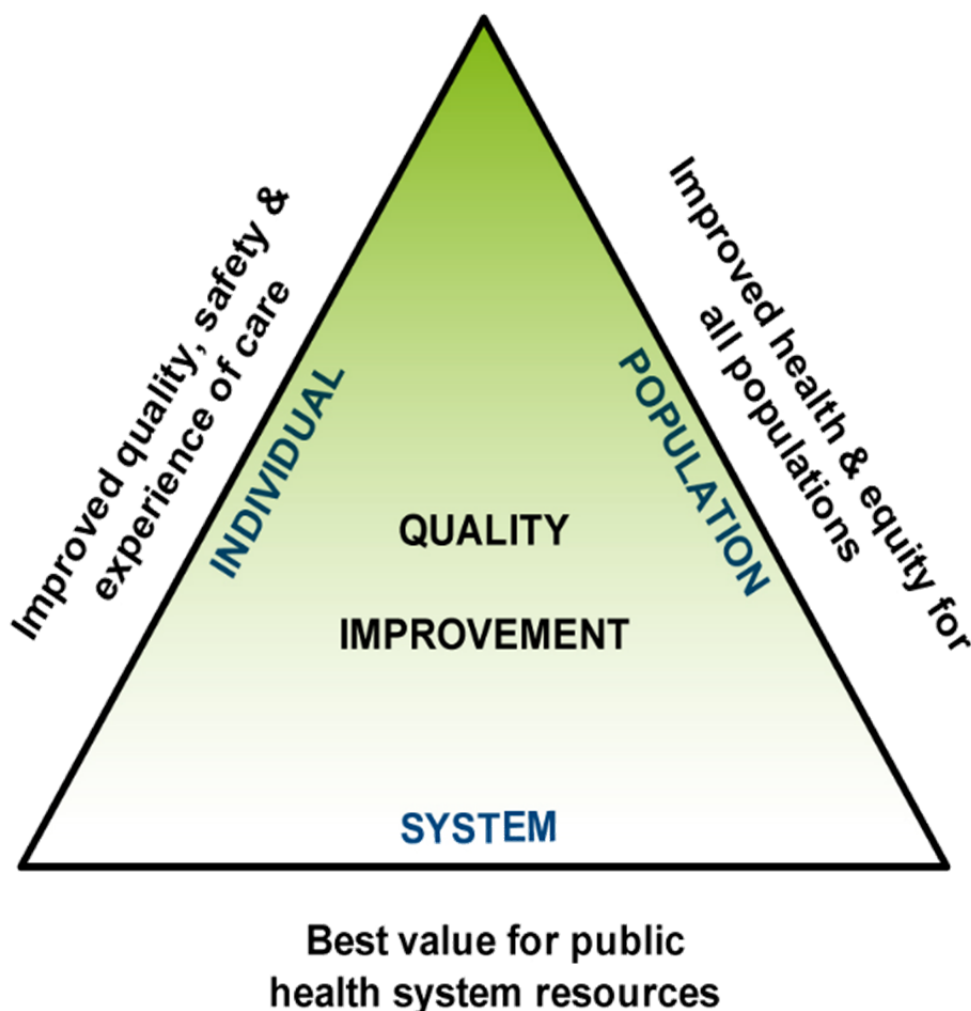 Improved quality, safety &
experience of care
INDIVIDUAL
Improved health & equity for
all populations
POPULATION
QUALITY
IMPROVEMENT
SYSTEM
Best value for public
health system resources